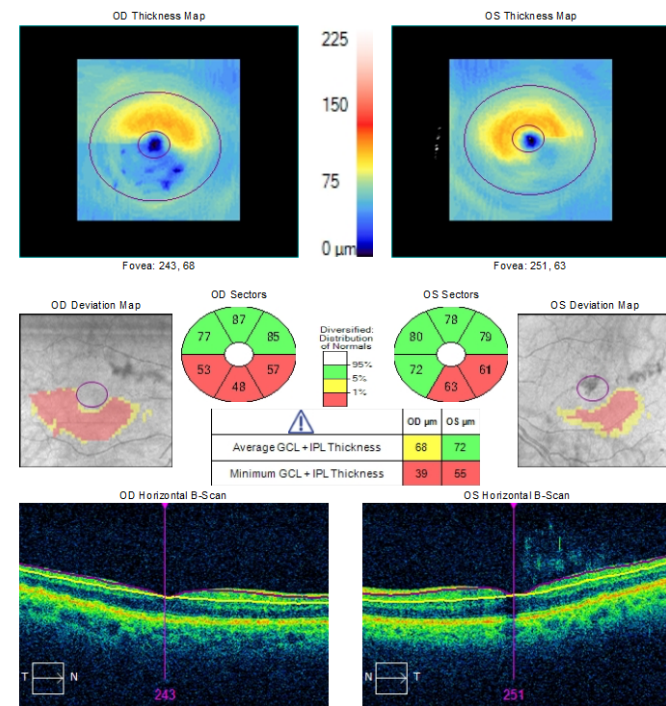 OD Thickness Map
OS Thickness Map
225
150
75
0 µm
Fovea: 243, 68
Fovea: 251, 63
OD Deviation Map
OD Sectors
OS Sectors
OS Deviation Map
87
77
85
53
57
48
Diversified:
Distribution
of Normals
95%
5%
1%
78
80
79
72
61
63
OD µm
OS µm
Average GCL + IPL Thickness
68
72
Minimum GCL + IPL Thickness
39
55
OD Horizontal B-Scan
OS Horizontal B-Scan
T
N
243
N
T
251